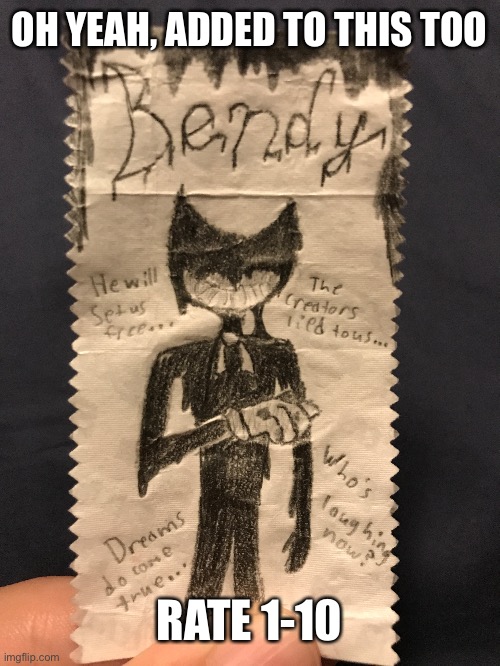 OH YEAH, ADDED TO THIS TOO
Bendy
He will
Set us
free...
The
Creators
lied to us...
Who's
laughing
now?
Dreams
do come
true...
RATE 1-10
imgflip.com